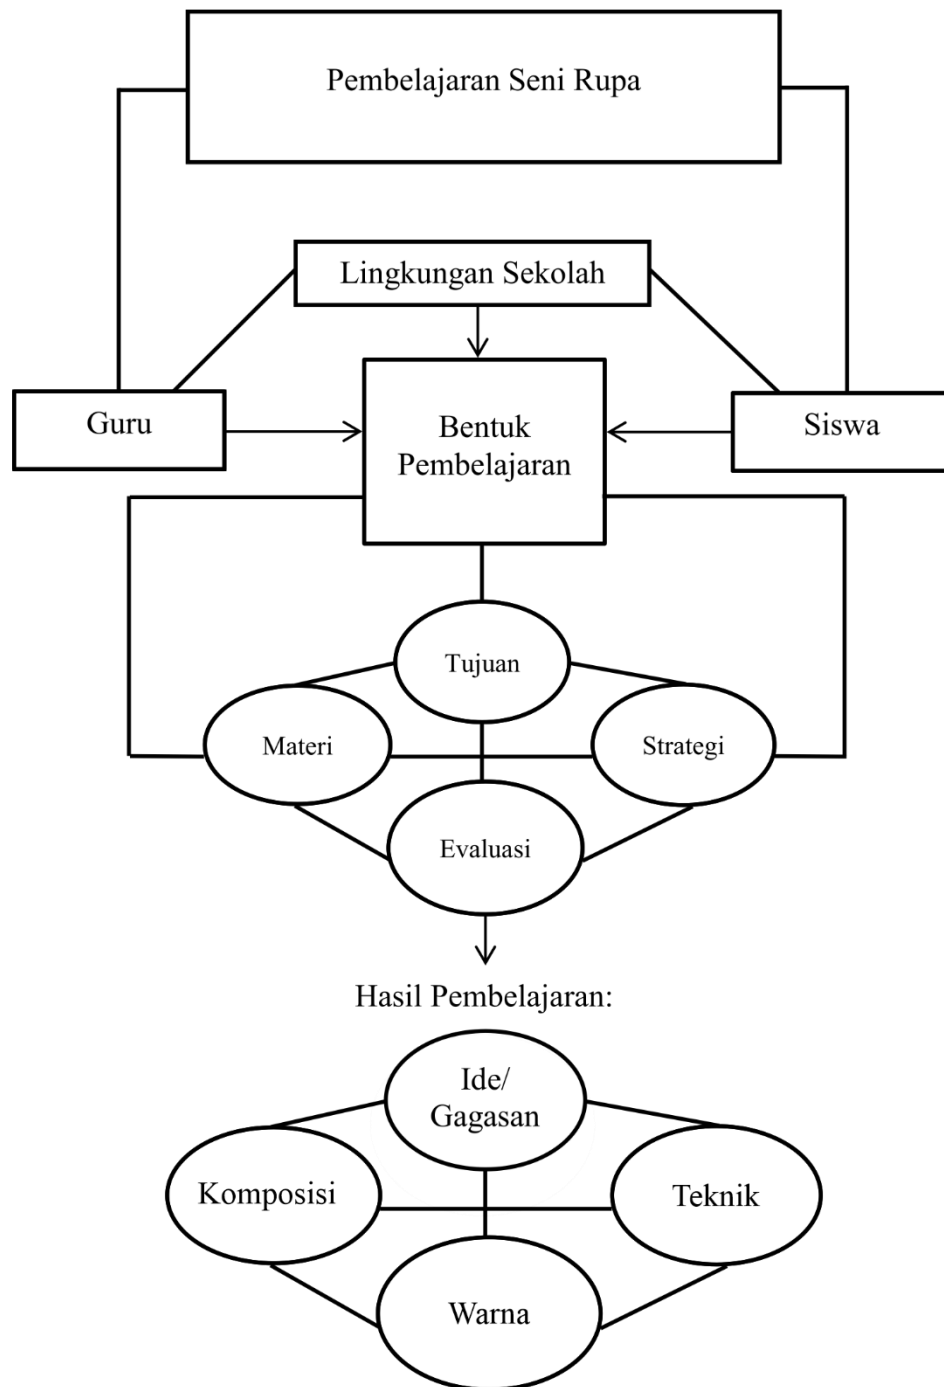 Pembelajaran Seni Rupa
Lingkungan Sekolah
Guru
Bentuk
Pembelajaran
Siswa
Tujuan
Materi
Strategi
Evaluasi
Hasil Pembelajaran:
Ide/
Gagasan
Komposisi
Teknik
Warna